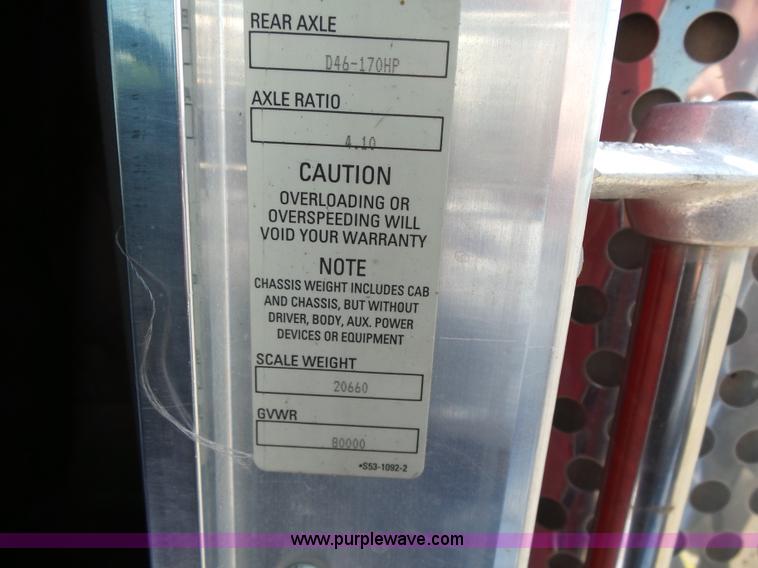 REAR AXLE
D46-170HP
AXLE RATIO
4.10
CAUTION
OVERLOADING OR
OVERSPEEDING WILL
VOID YOUR WARRANTY
NOTE
CHASSIS WEIGHT INCLUDES CAB
AND CHASSIS, BUT WITHOUT
DRIVER, BODY, AUX. POWER
DEVICES OR EQUIPMENT
SCALE WEIGHT
20660
GVWR
80000
•S53-1092-2
www.purplewave.com